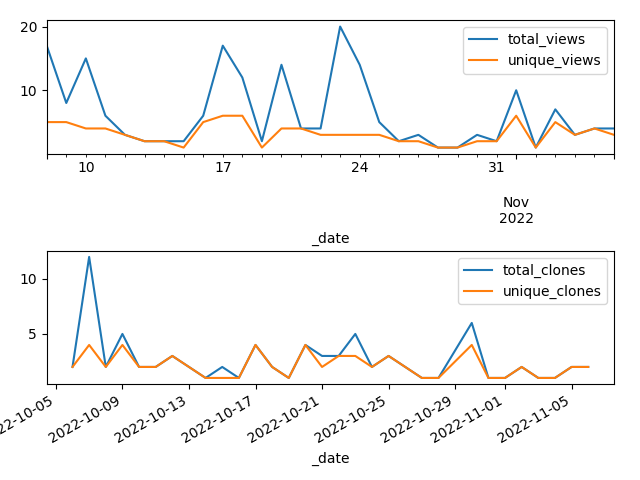 20
10
total_views
unique_views
10
17
24
31
Nov
2022
_date
10
5
total_clones
unique_clones
22-10-05
2022-10-09
2022-10-13
2022-10-17
2022-10-21
2022-10-25
2022-10-29
2022-11-01
2022-11-05
_date